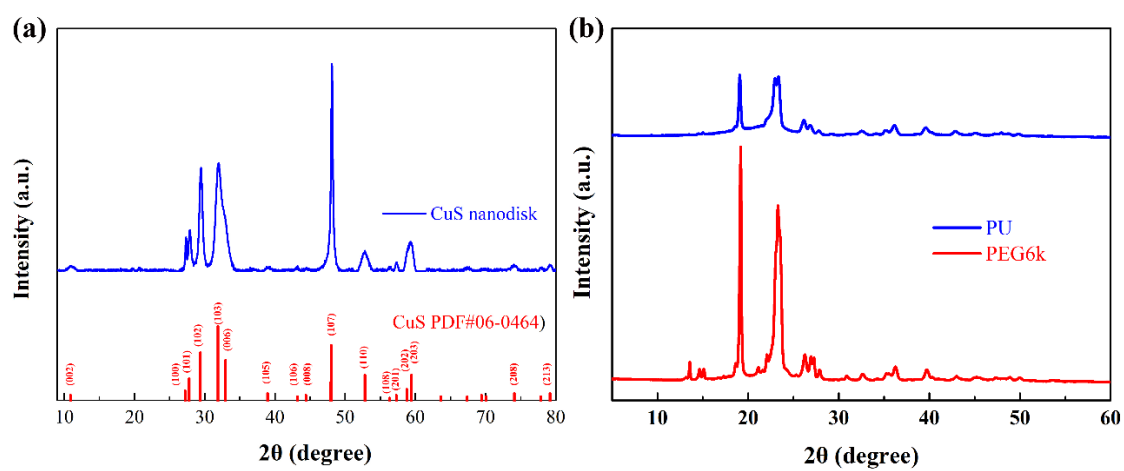 (a)
Intensity (a.u.)
CuS nanodisk
CuS PDF#06-0464)
(002)
(100)
(101)
(102)
(103)
(006)
(105)
(106)
(008)
(107)
(110)
(108)
(201)
(202)
(203)
(208)
(213)
10 20 30 40 50 60 70 80
2θ (degree)
(b)
Intensity (a.u.)
PU
PEG6k
10 20 30 40 50 60
2θ (degree)